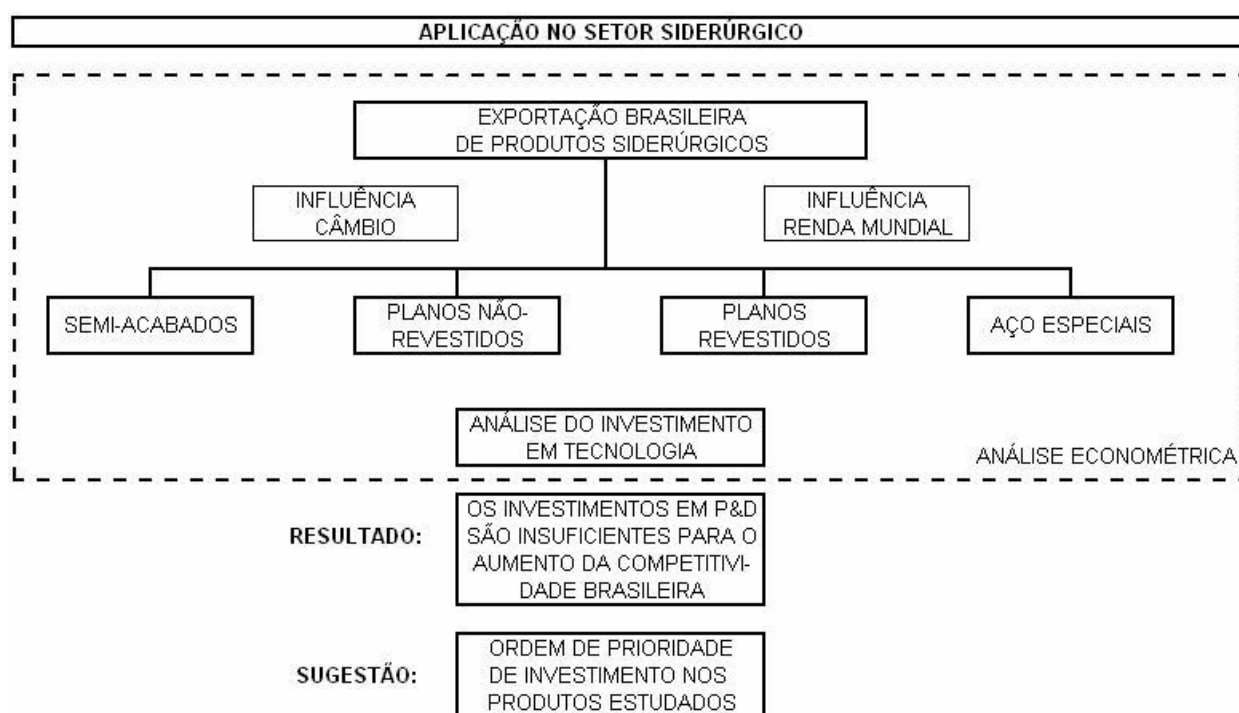 APLICAÇÃO NO SETOR SIDERÚRGICO
EXPORTAÇÃO BRASILEIRA
DE PRODUTOS SIDERÚRGICOS
INFLUÊNCIA
CÂMBIO
INFLUÊNCIA
RENDA MUNDIAL
SEMI-ACABADOS
PLANOS NÃO-
REVESTIDOS
PLANOS
REVESTIDOS
AÇO ESPECIAIS
ANÁLISE DO INVESTIMENTO
EM TECNOLOGIA
ANÁLISE ECONOMÉTRICA
RESULTADO:
OS INVESTIMENTOS EM P&D
SÃO INSUFICIENTES PARA O
AUMENTO DA COMPETITIVI-
DADE BRASILEIRA
SUGESTÃO:
ORDEM DE PRIORIDADE
DE INVESTIMENTO NOS
PRODUTOS ESTUDADOS